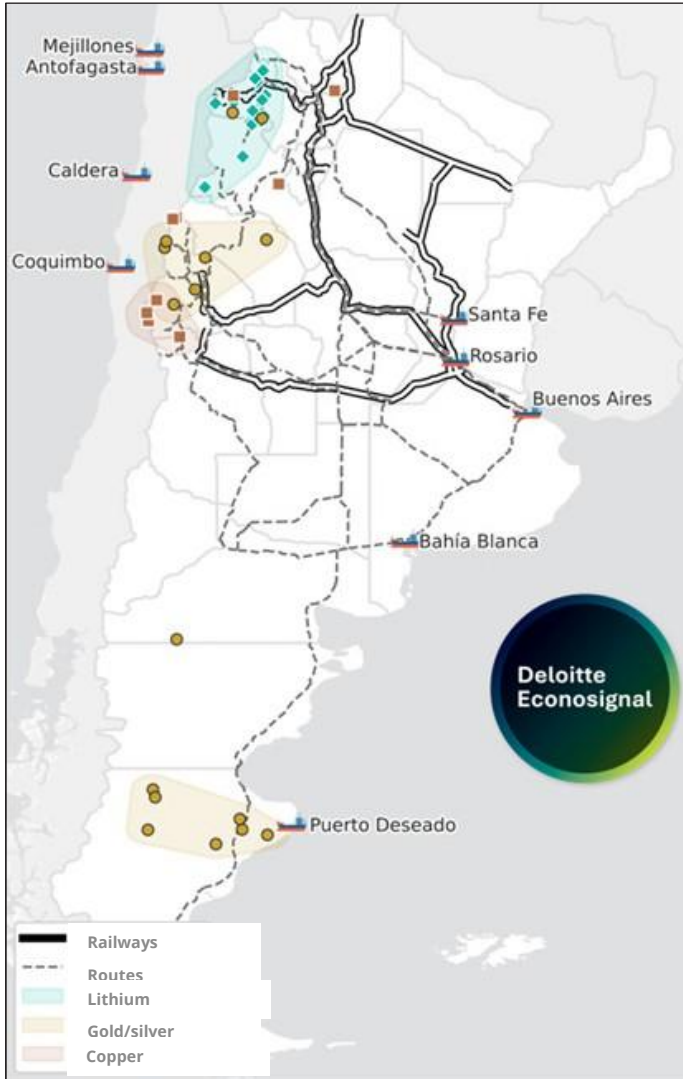 Mejillones
Antofagasta
Caldera
Coquimbo
Santa Fe
Rosario
Buenos Aires
Bahía Blanca
Deloitte
Econosignal
Puerto Deseado
Railways
Routes
Lithium
Gold/silver
Copper